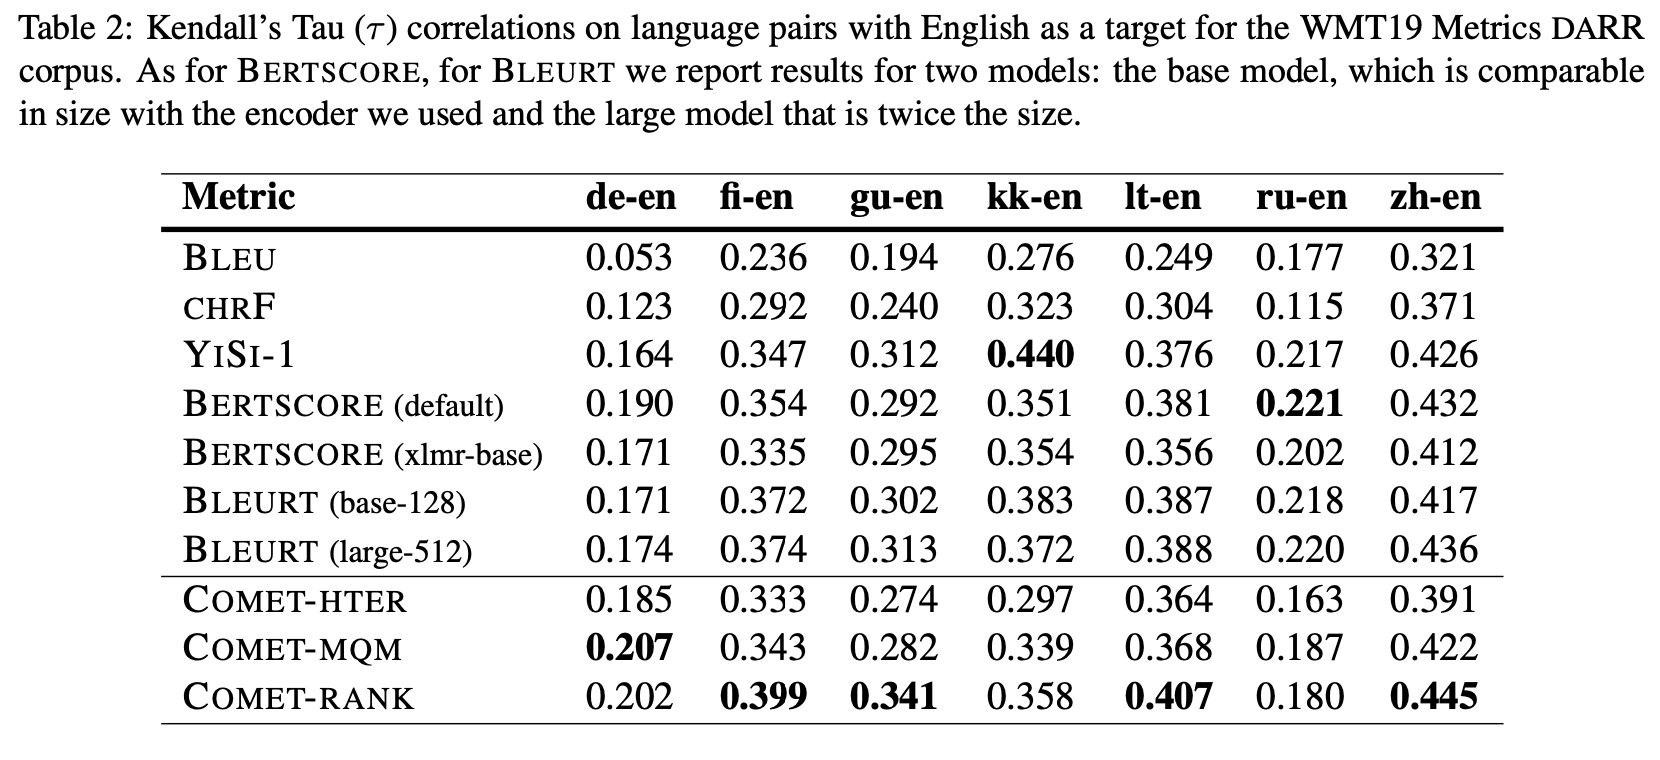 Table 2: Kendall's Tau (τ) correlations on language pairs with English as a target for the WMT19 Metrics DARR
corpus. As for BERTSCORE, for BLEURT we report results for two models: the base model, which is comparable
in size with the encoder we used and the large model that is twice the size.
Metric de-en fi-en gu-en kk-en lt-en ru-en zh-en
BLEU 0.053 0.236 0.194 0.276 0.249 0.177 0.321
CHRF 0.123 0.292 0.240 0.323 0.304 0.115 0.371
YISI-1 0.164 0.347 0.312 0.440 0.376 0.217 0.426
BERTSCORE (default) 0.190 0.354 0.292 0.351 0.381 0.221 0.432
BERTSCORE (xlmr-base) 0.171 0.335 0.295 0.354 0.356 0.202 0.412
BLEURT (base-128) 0.171 0.372 0.302 0.383 0.387 0.218 0.417
BLEURT (large-512) 0.174 0.374 0.313 0.372 0.388 0.220 0.436
COMET-HTER 0.185 0.333 0.274 0.297 0.364 0.163 0.391
COMET-MQM 0.207 0.343 0.282 0.339 0.368 0.187 0.422
COMET-RANK 0.202 0.399 0.341 0.358 0.407 0.180 0.445